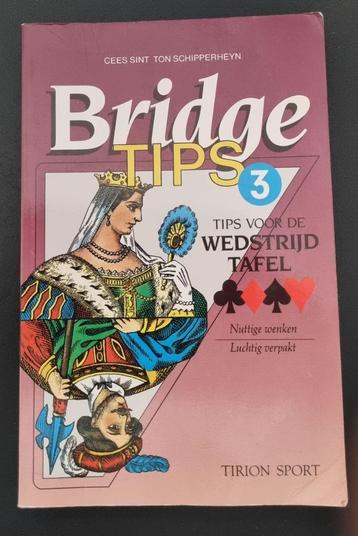 CEES SINT TON SCHIPPERHEYN
Bridge
TIPS 3
TIPS VOOR DE
WEDSTRIJD
TAFEL
Nuttige wenken
Luchtig verpakt
TIRION SPORT